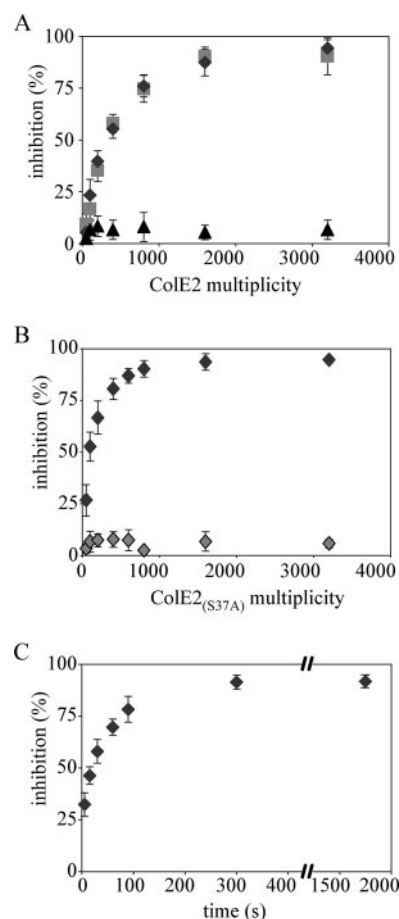 A
100
75
50
25
0
inhibition (%)
0 1000 2000 3000 4000
ColE2 multiplicity
B
100
75
50
25
0
inhibition (%)
0 1000 2000 3000 4000
ColE2(S37A) multiplicity
C
100
75
50
25
0
inhibition (%)
0 100 200 300 400 1500 2000
time (s)